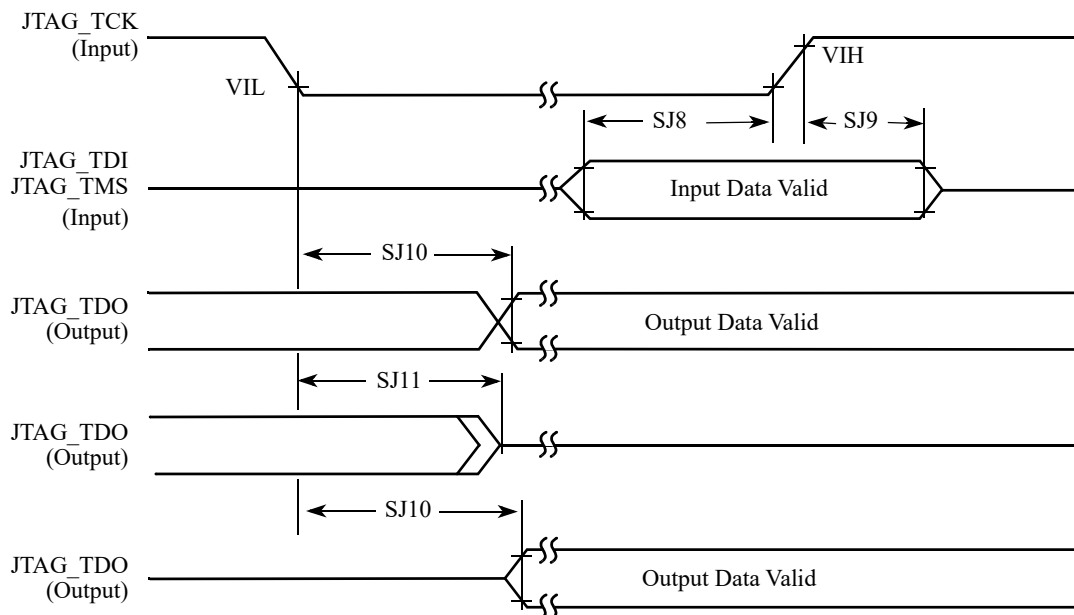 JTAG_TCK
(Input)
VIL
VIH
SJ8
SJ9
JTAG_TDI
JTAG_TMS
(Input)
Input Data Valid
SJ10
JTAG_TDO
(Output)
Output Data Valid
SJ11
JTAG_TDO
(Output)
SJ10
JTAG_TDO
(Output)
Output Data Valid